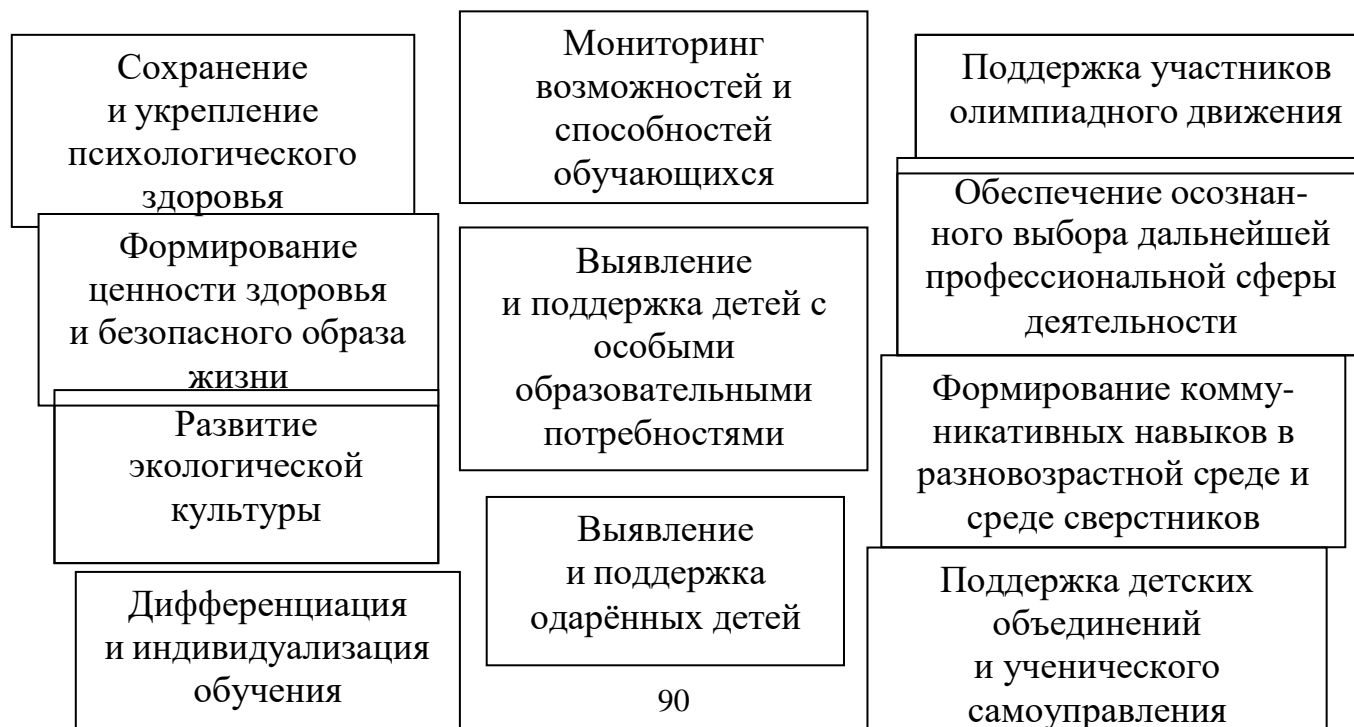 Сохранение
и укрепление
психологического
здоровья
Формирование
ценности здоровья
и безопасного образа
жизни
Развитие
экологической
культуры
Дифференциация
и индивидуализация
обучения
Мониторинг
возможностей и
способностей
обучающихся
Выявление
и поддержка детей с
особыми
образовательными
потребностями
Выявление
и поддержка
одарённых детей
Поддержка участников
олимпиадного движения
Обеспечение осознан-
ного выбора дальнейшей
профессиональной сферы
деятельности
Формирование комму-
никативных навыков в
разновозрастной среде и
среде сверстников
Поддержка детских
объединений
и ученического
самоуправления
90